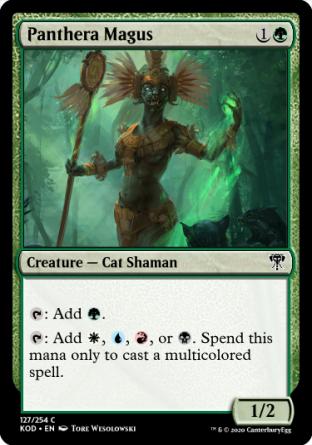 Panthera Magus 1
Creature — Cat Shaman
: Add .
: Add , , , or . Spend this
mana only to cast a multicolored
spell.
1/2
127/254 C
KOD • EN Tore Wesolowski
™ & © 2020 CanterburyEgg